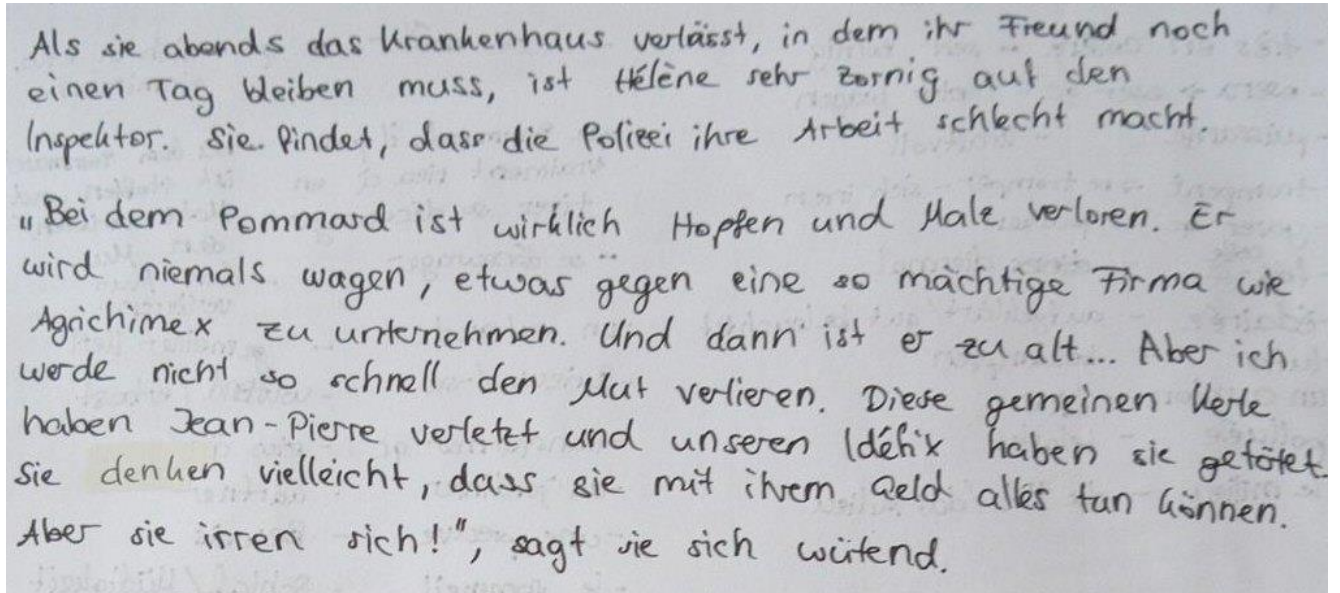 Als sie abends das Krankenhaus verlässt, in dem ihr Freund noch
einen Tag bleiben muss, ist Hélène sehr zornig auf den
Inspektor. Sie findet, dass die Polizei ihre Arbeit schlecht macht.
"Bei dem Pommard ist wirklich Hopfen und Malz verloren. Er
wird niemals wagen, etwas gegen eine so mächtige Firma wie
Agrichimex zu unternehmen. Und dann ist er zu alt... Aber ich
werde nicht so schnell den Mut verlieren. Diese gemeinen Kerle
haben Jean-Pierre verletzt und unseren Idéfix haben sie getötet.
Sie denken vielleicht, dass sie mit ihrem Geld alles tun können.
Aber sie irren sich!", sagt sie sich wütend.